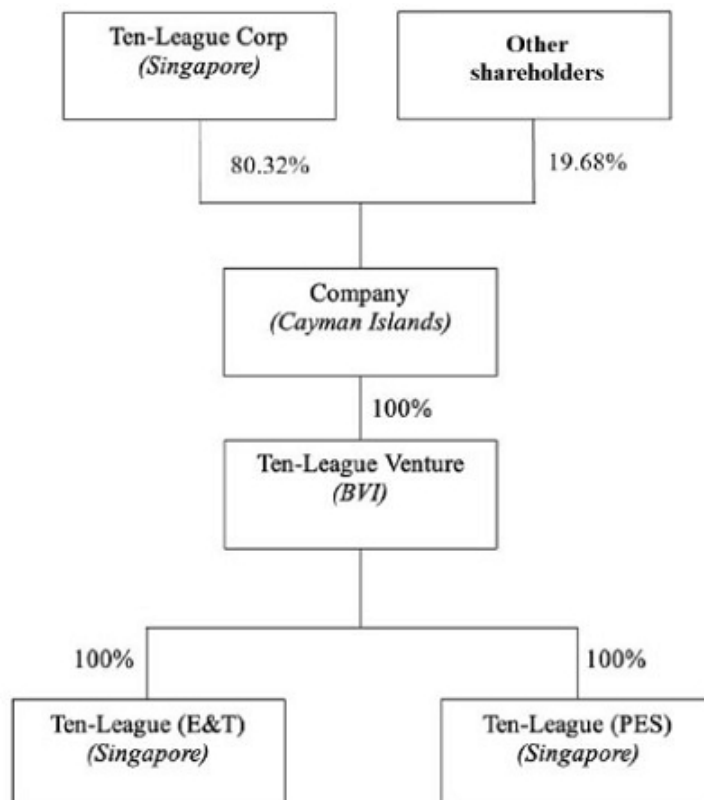 Ten-League Corp
(Singapore)
Other
shareholders
80.32%
19.68%
Company
(Cayman Islands)
100%
Ten-League Venture
(BVI)
100%
100%
Ten-League (E&T)
(Singapore)
Ten-League (PES)
(Singapore)